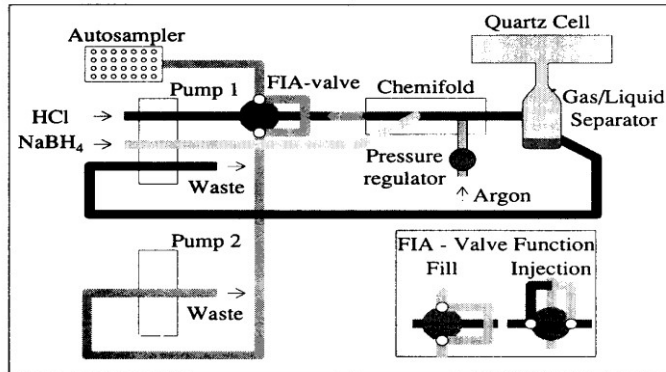 Quartz Cell
Autosampler
Pump 1
FIA-valve
Chemifold
HCl
Gas/Liquid
Separator
NaBH4
Waste
Pressure
regulator
Argon
Pump 2
Waste
FIA - Valve Function
Fill
Injection